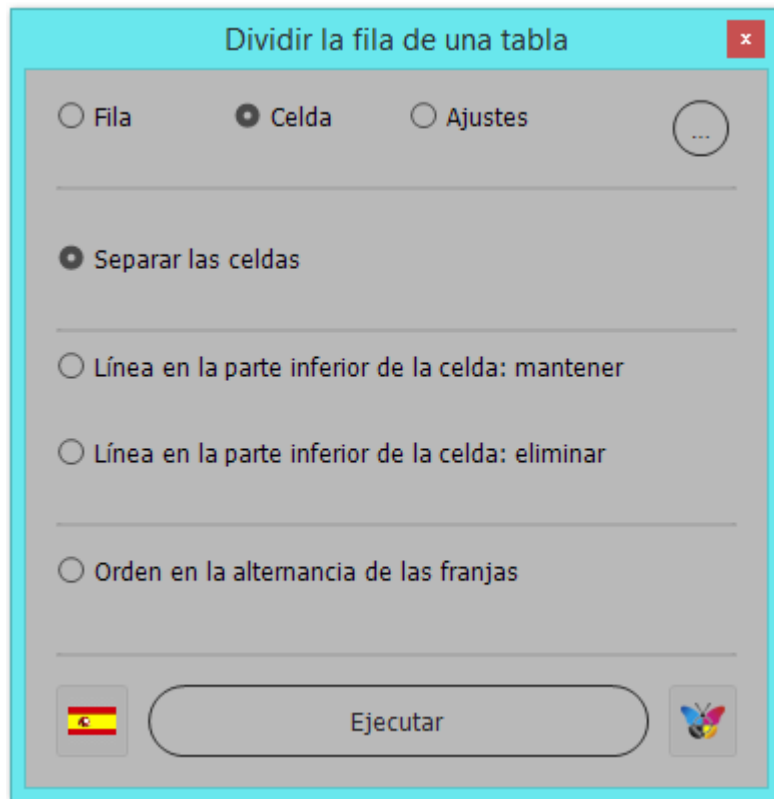 Dividir la fila de una tabla x
Fila Celda Ajustes ...
Separar las celdas
Línea en la parte inferior de la celda: mantener
Línea en la parte inferior de la celda: eliminar
Orden en la alternancia de las franjas
Ejecutar